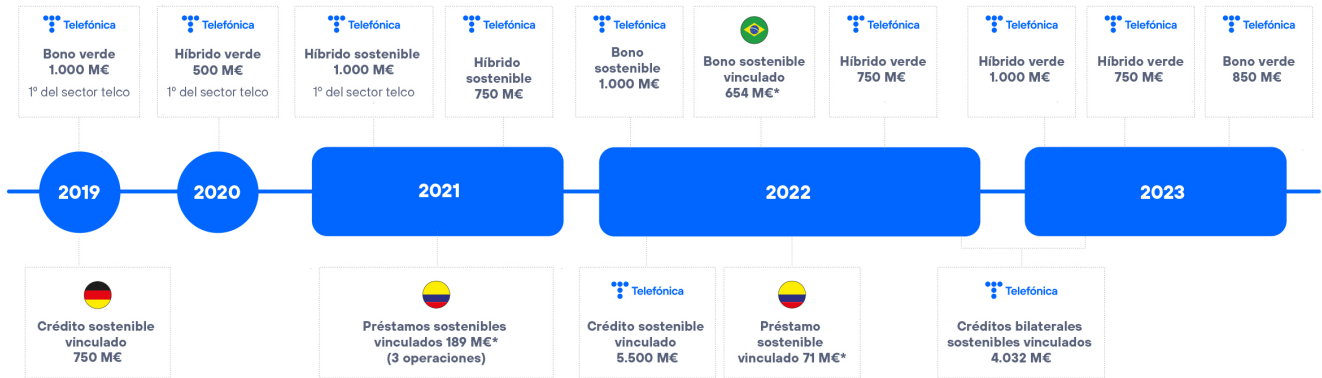 Telefónica
Bono verde
1.000 M€
1º del sector telco
Telefónica
Híbrido verde
500 M€
1º del sector telco
Telefónica
Híbrido sostenible
1.000 M€
1º del sector telco
Telefónica
Híbrido
sostenible
750 M€
Telefónica
Bono
sostenible
1.000 M€
Bono sostenible
vinculado
654 M€*
Telefónica
Híbrido verde
750 M€
Telefónica
Híbrido verde
1.000 M€
Telefónica
Híbrido verde
750 M€
Telefónica
Bono verde
850 M€
2019
2020
2021
2022
2023
Crédito sostenible
vinculado
750 M€
Préstamos sostenibles
vinculados 189 M€*
(3 operaciones)
Telefónica
Crédito sostenible
vinculado
5.500 M€
Préstamo
sostenible
vinculado 71 M€*
Telefónica
Créditos bilaterales
sostenibles vinculados
4.032 M€